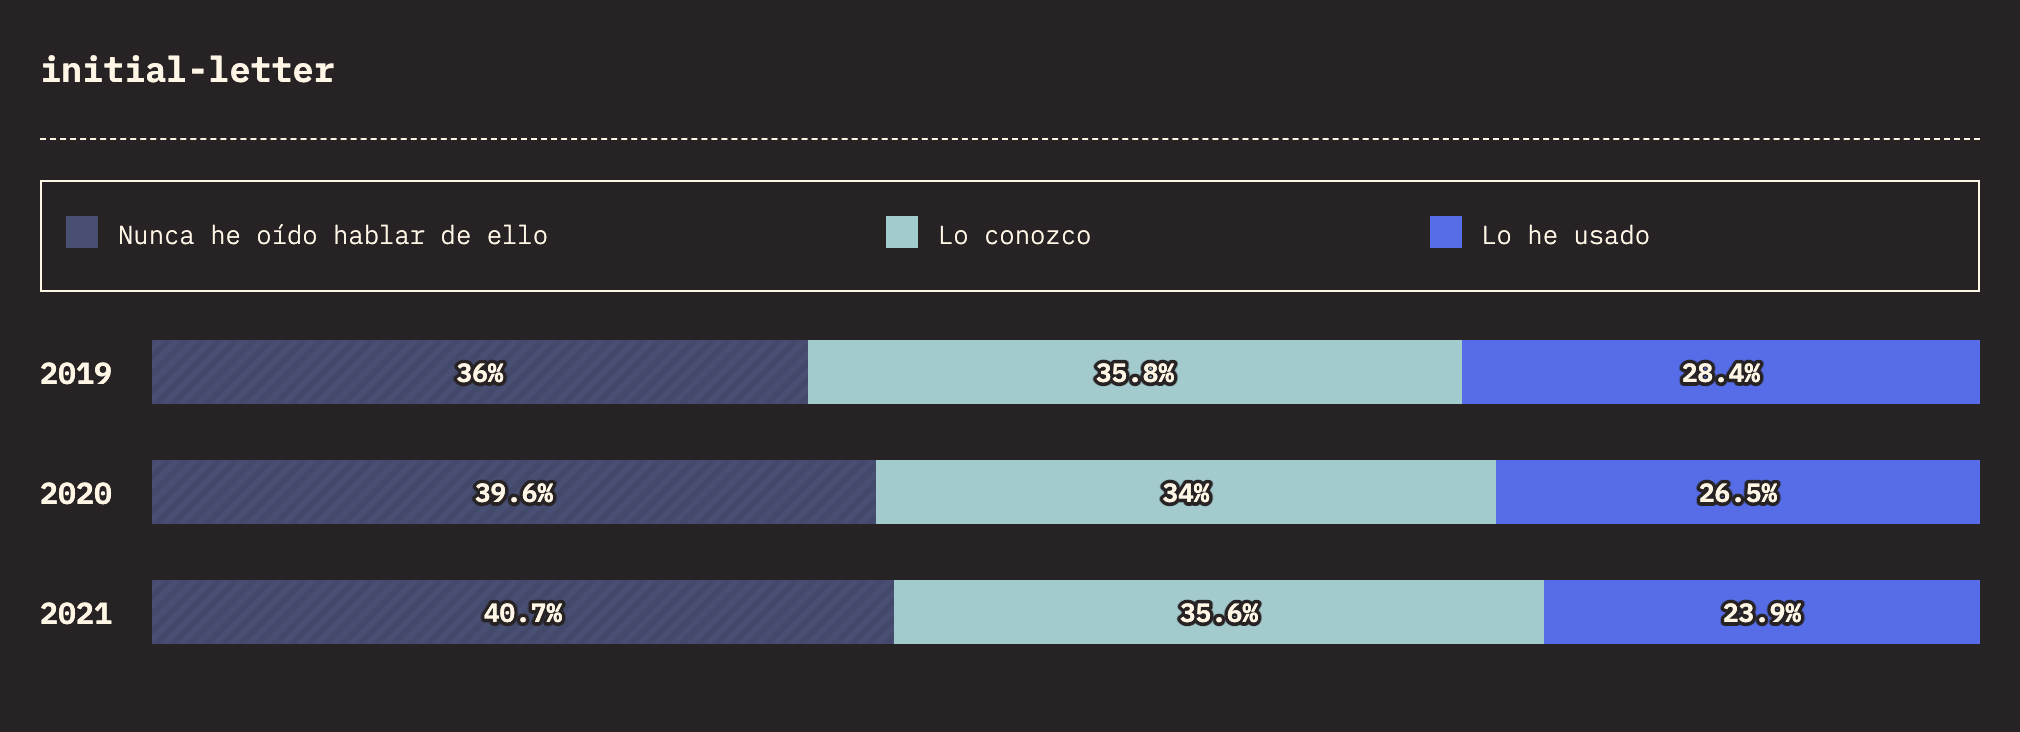 initial-letter
Nunca he oído hablar de ello Lo conozco Lo he usado
2019 36% 35.8% 28.4%
2020 39.6% 34% 26.5%
2021 40.7% 35.6% 23.9%